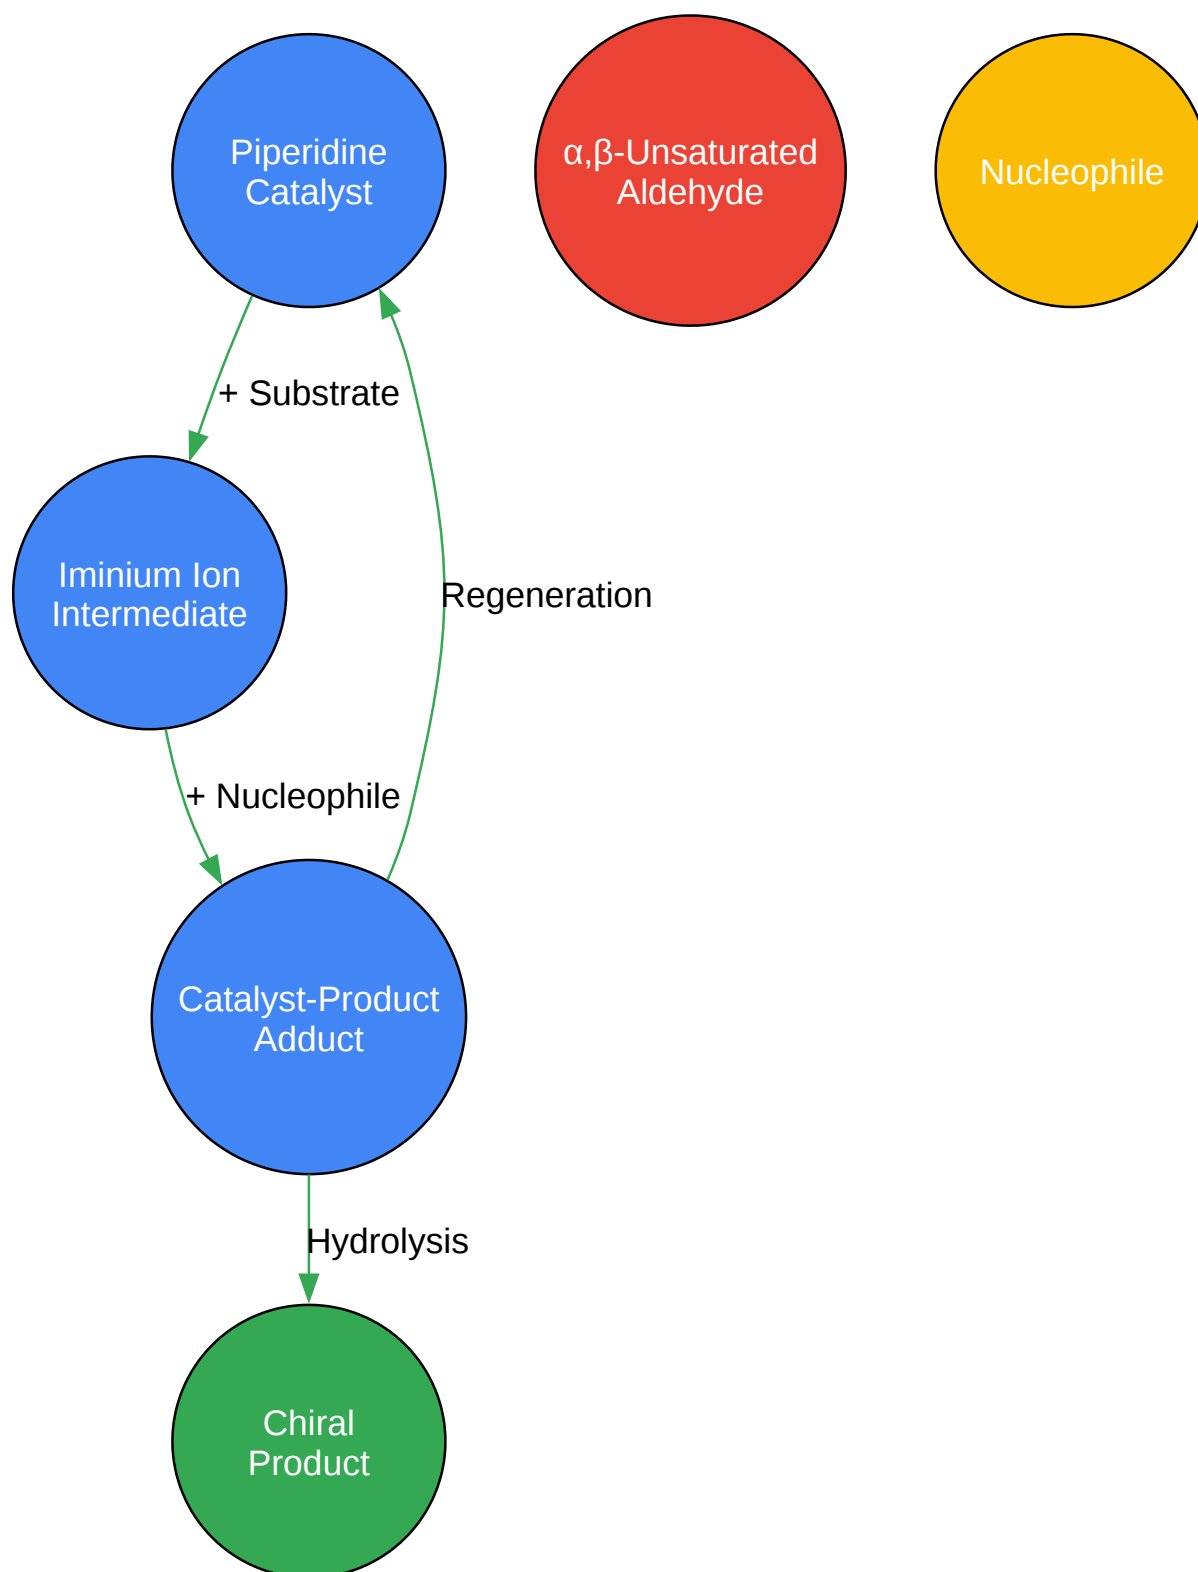 Piperidine
Catalyst
α,β-Unsaturated
Aldehyde
Nucleophile
+ Substrate
Iminium Ion
Intermediate
Regeneration
+ Nucleophile
Catalyst-Product
Adduct
Hydrolysis
Chiral
Product